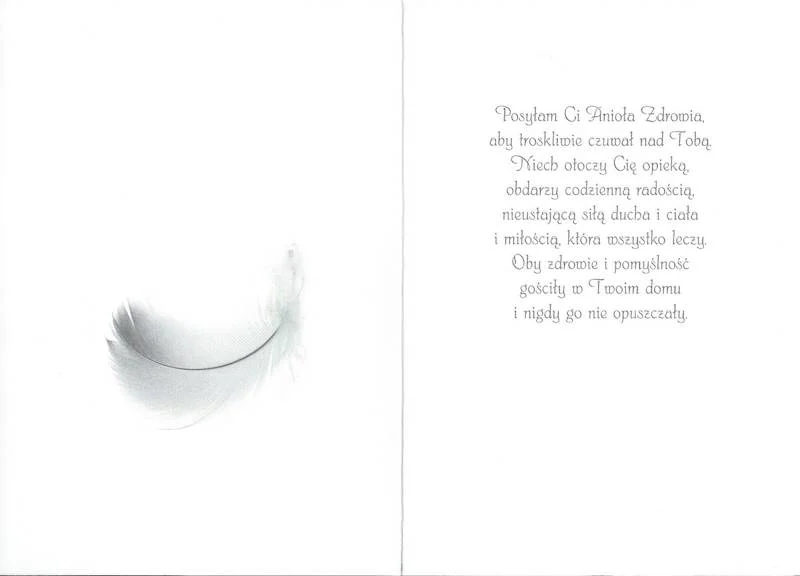 Posyłam Ci Anioła Zdrowia,
aby troskliwie czuwał nad Tobą.
Niech otoczy Cię opieką,
obdarzy codzienną radością,
nieustającą siłą ducha i ciała
i miłością, która wszystko leczy.
Oby zdrowie i pomyślność
gościły w Twoim domu
i nigdy go nie opuszczały.